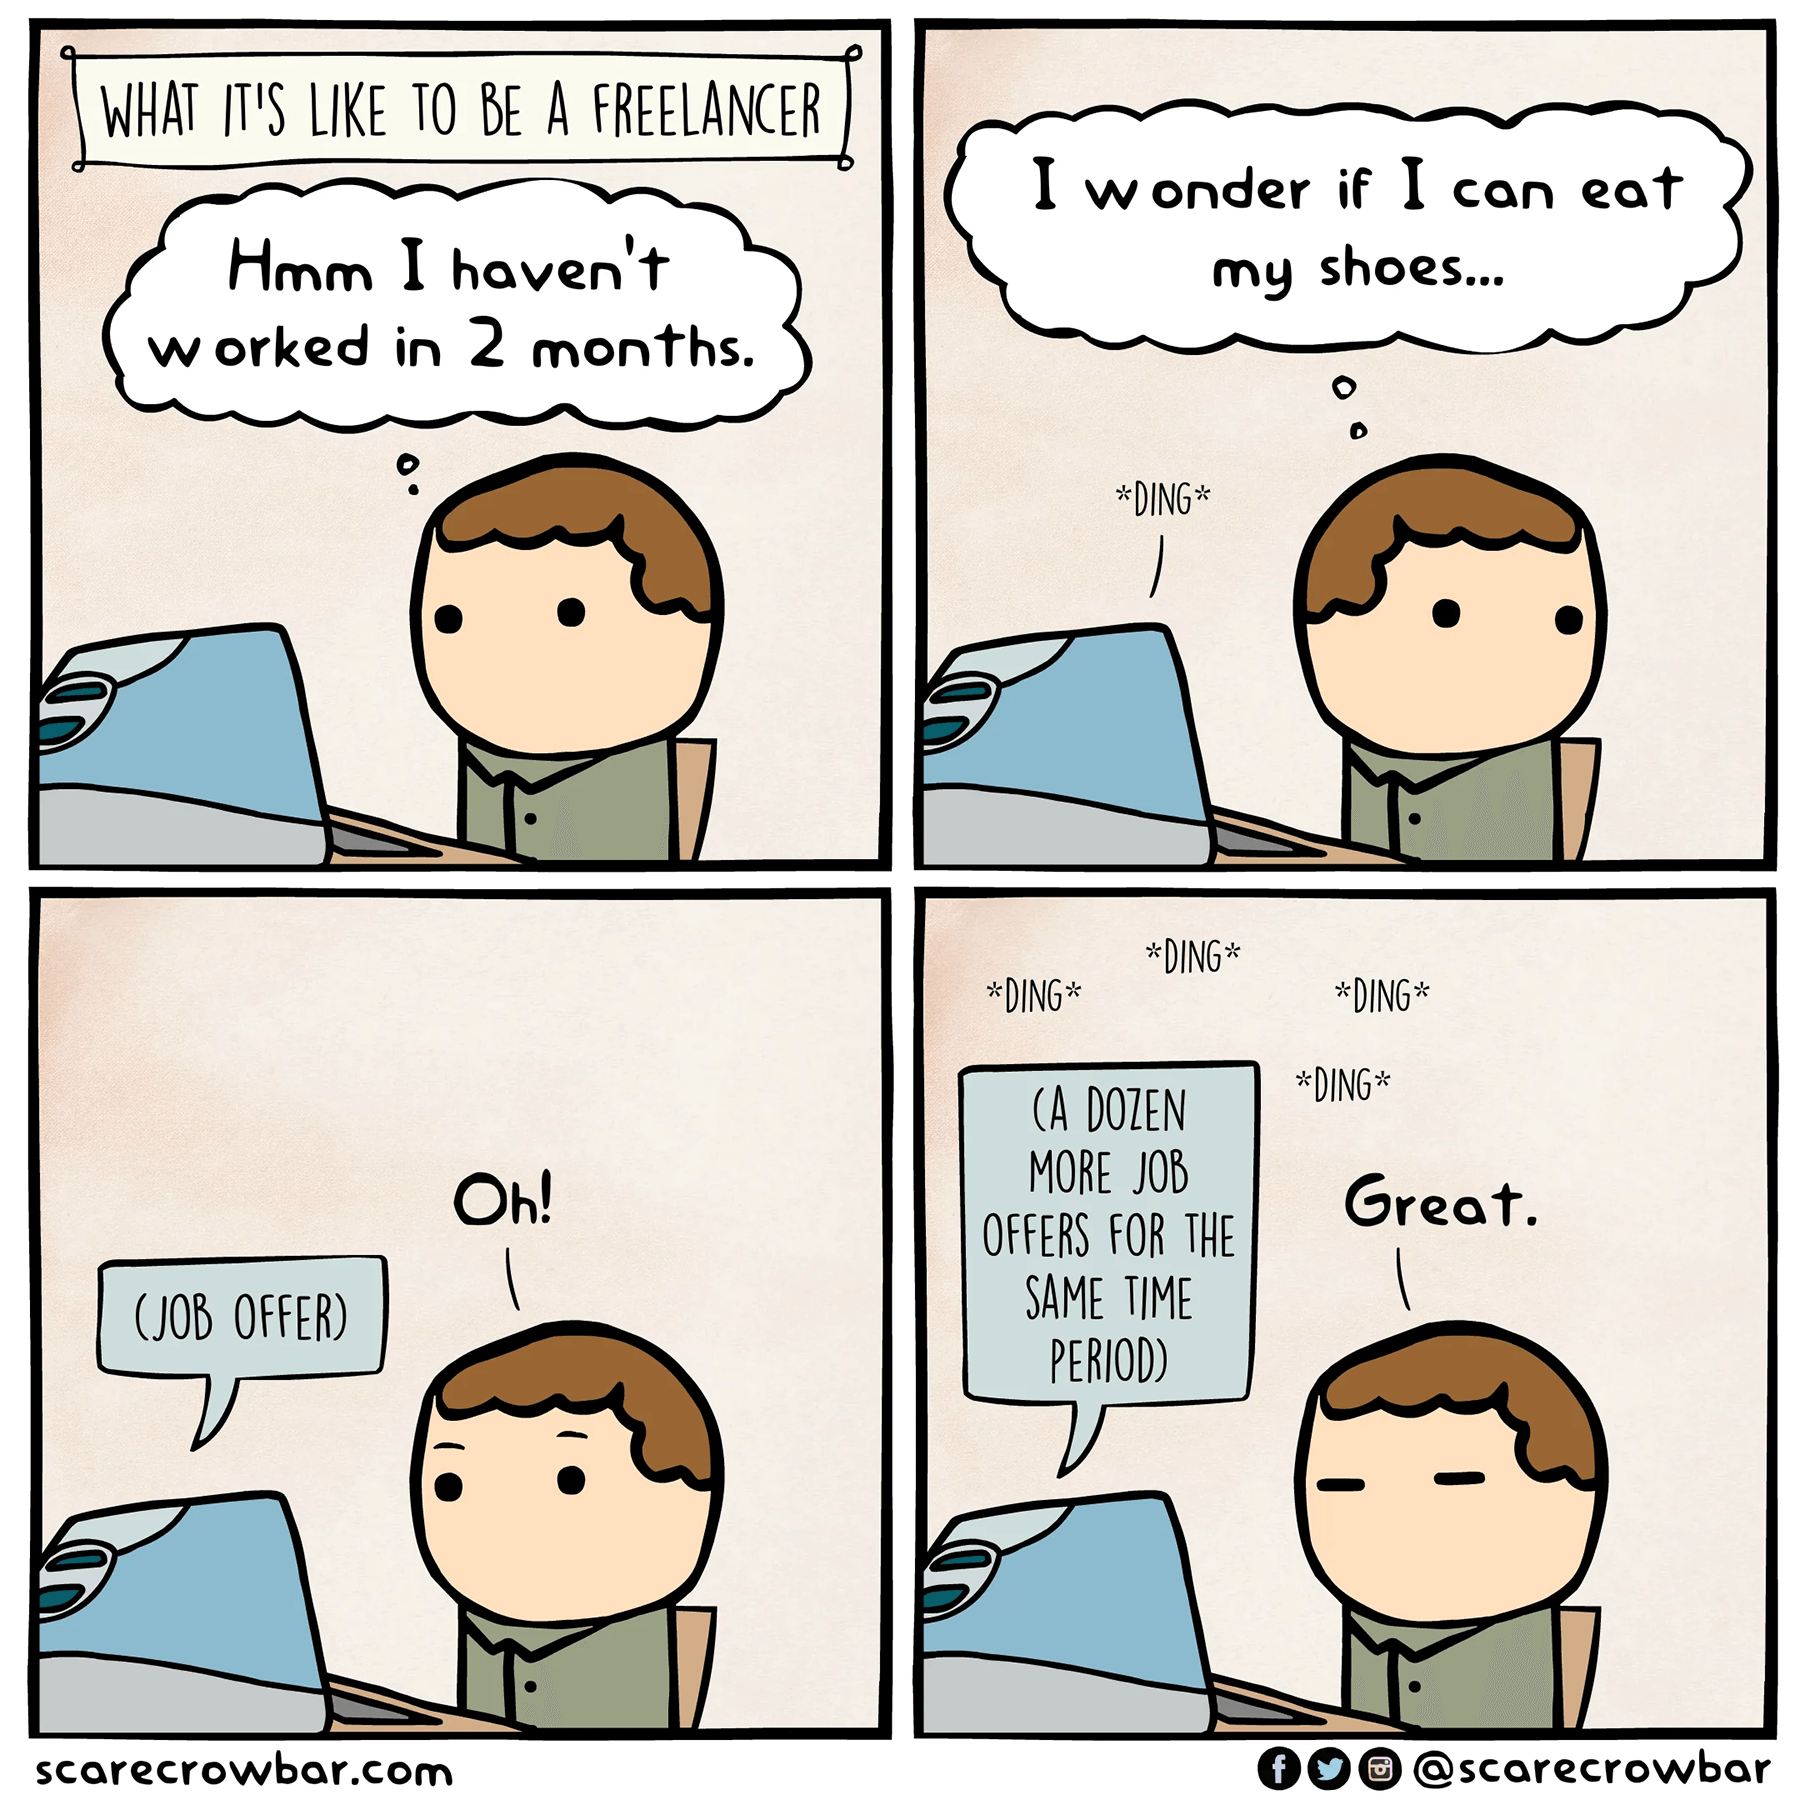 WHAT IT'S LIKE TO BE A FREELANCER
Hmm I haven't
worked in 2 months.
I wonder if I can eat
my shoes...
*DING*
Oh!
(JOB OFFER)
*DING*
*DING*
*DING*
*DING*
(A DOZEN
MORE JOB
OFFERS FOR THE
SAME TIME
PERIOD)
Great.
scarecrowbar.com
@scarecrowbar